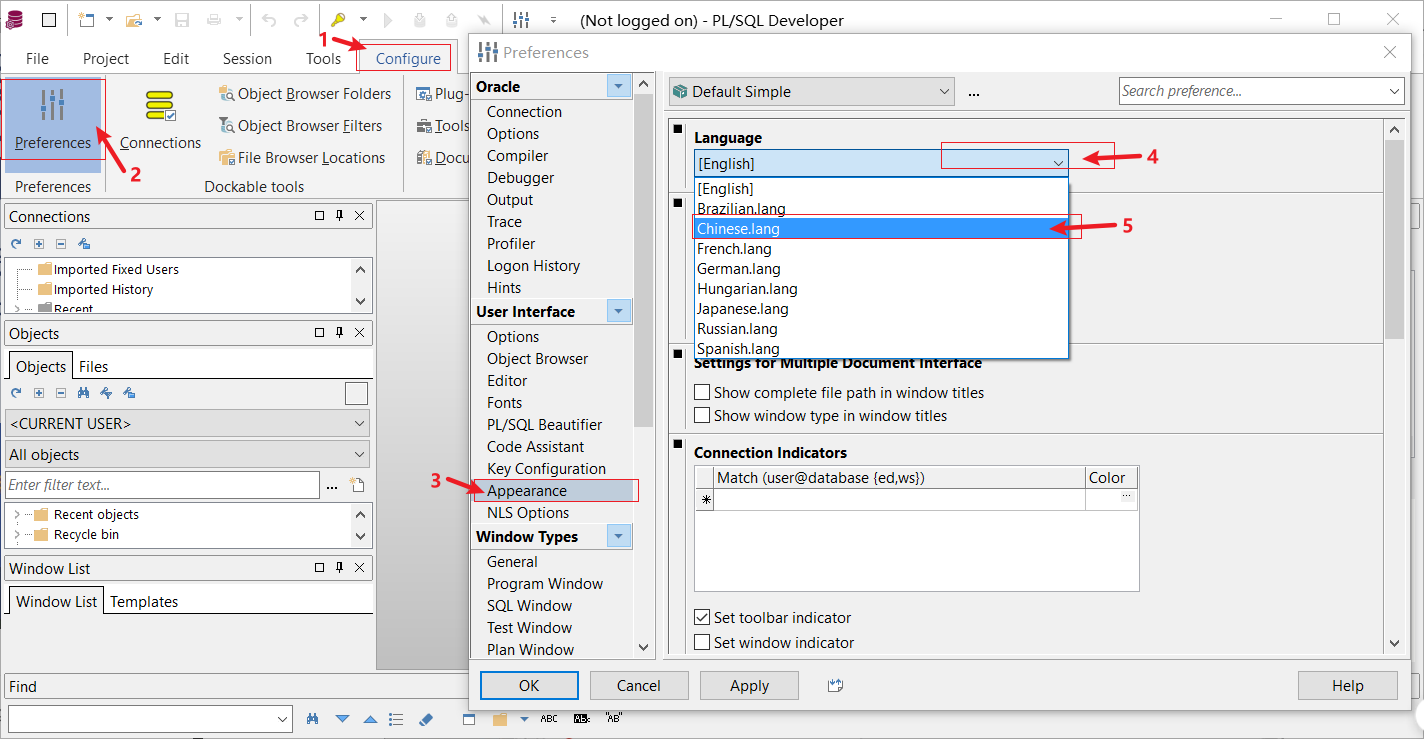 (Not logged on) - PL/SQL Developer
1
File Project Edit Session Tools Configure
Preferences
Connections
Object Browser Folders
Object Browser Filters
File Browser Locations
Plug-
Tools
Docu
2
Preferences
Dockable tools
Connections
Imported Fixed Users
Imported History
Recent
Objects
Objects Files
<CURRENT USER>
All objects
Enter filter text...
...
Recent objects
Recycle bin
Window List
Window List Templates
Find
ABC
"AB"
Preferences
Oracle
Connection
Options
Compiler
Debugger
Output
Trace
Profiler
Logon History
Hints
User Interface
Options
Object Browser
Editor
Fonts
PL/SQL Beautifier
Code Assistant
Key Configuration
3
Appearance
NLS Options
Window Types
General
Program Window
SQL Window
Test Window
Plan Window
Default Simple
...
Search preference...
Language
[English]
4
[English]
Brazilian.lang
Chinese.lang
5
French.lang
German.lang
Hungarian.lang
Japanese.lang
Russian.lang
Spanish.lang
Settings for Multiple Document Interface
Show complete file path in window titles
Show window type in window titles
Connection Indicators
Match (user@database {ed,ws}) Color
...
Set toolbar indicator
Set window indicator
OK Cancel Apply Help